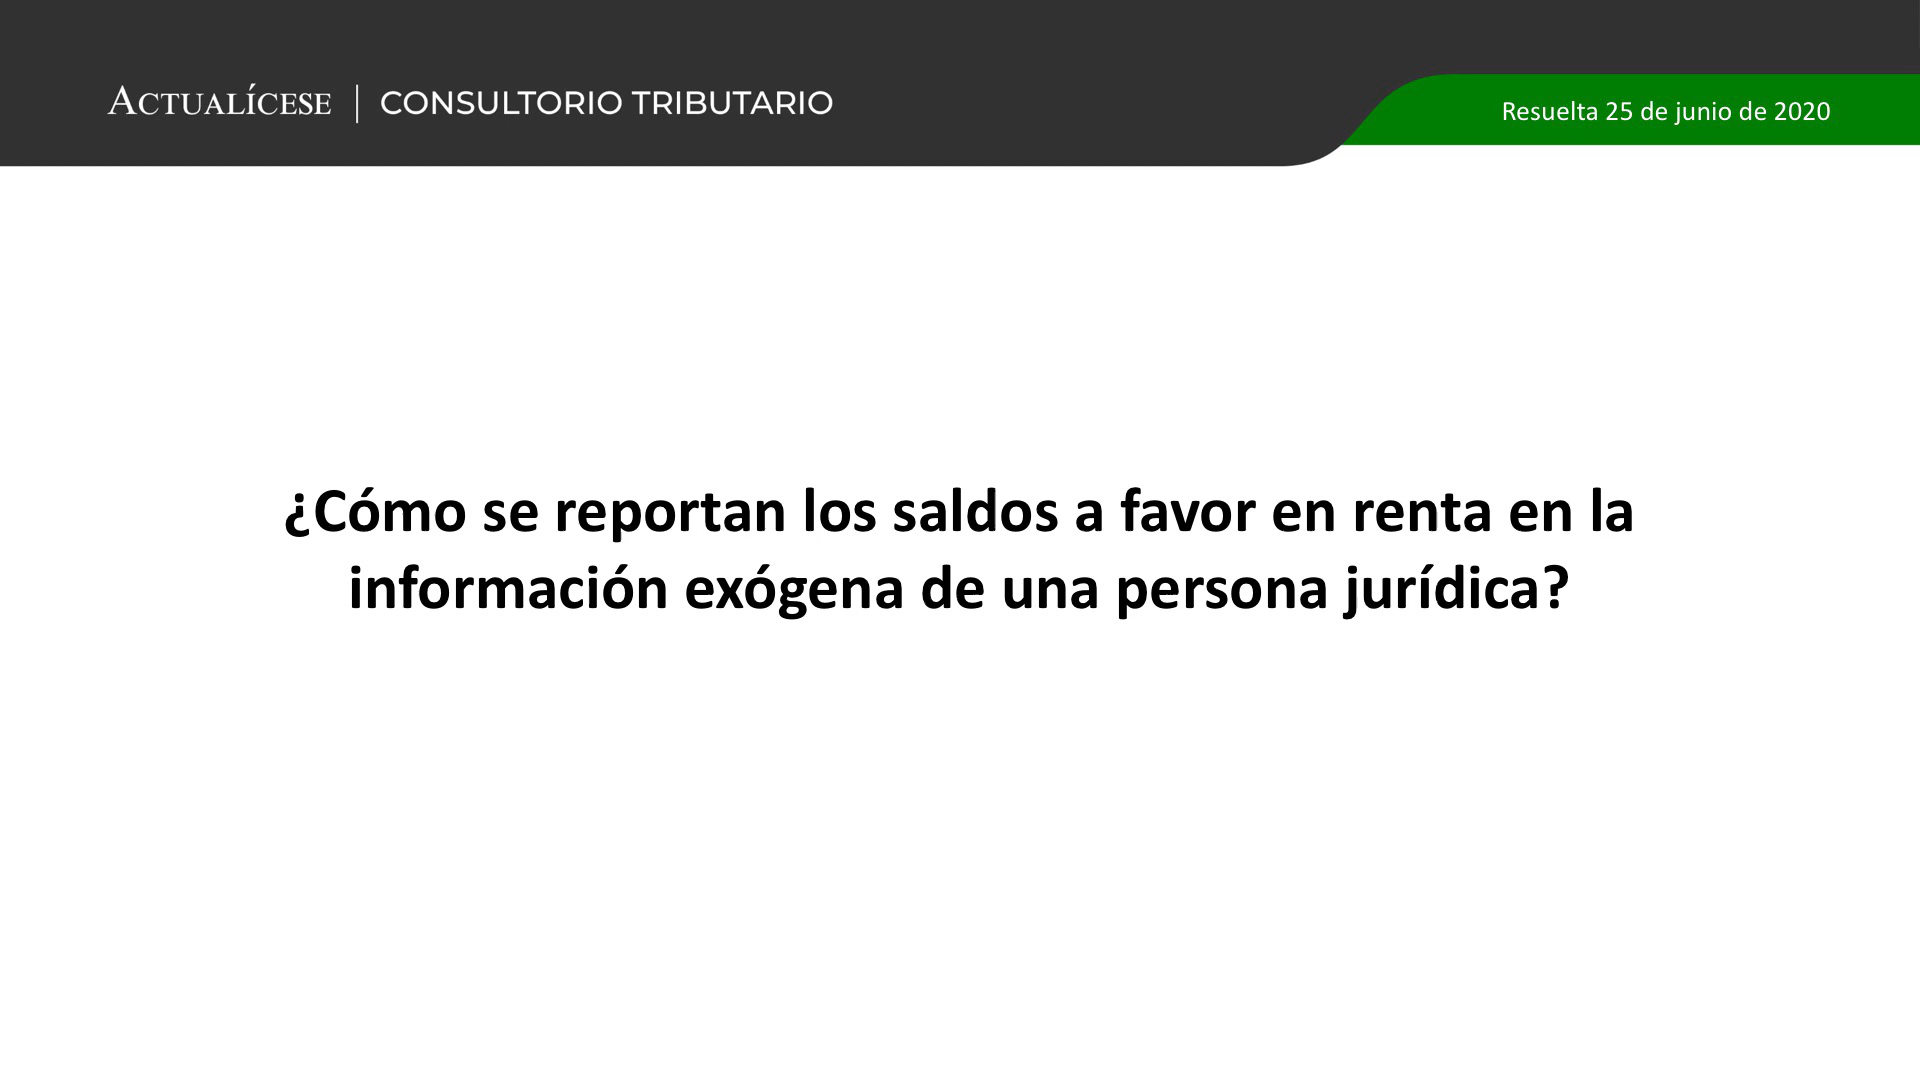 ACTUALÍCESE | CONSULTORIO TRIBUTARIO
Resuelta 25 de junio de 2020
¿Cómo se reportan los saldos a favor en renta en la
información exógena de una persona jurídica?